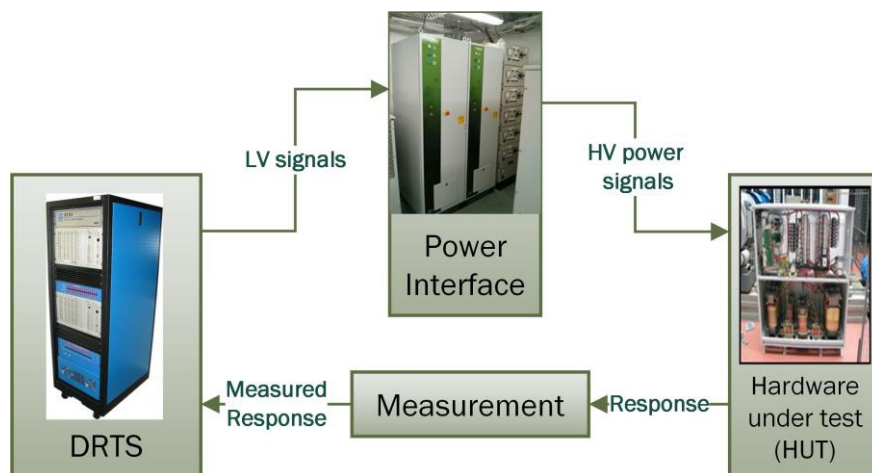 LV signals
Power
Interface
HV power
signals
DRTS
Measured
Response
Measurement
Response
Hardware
under test
(HUT)